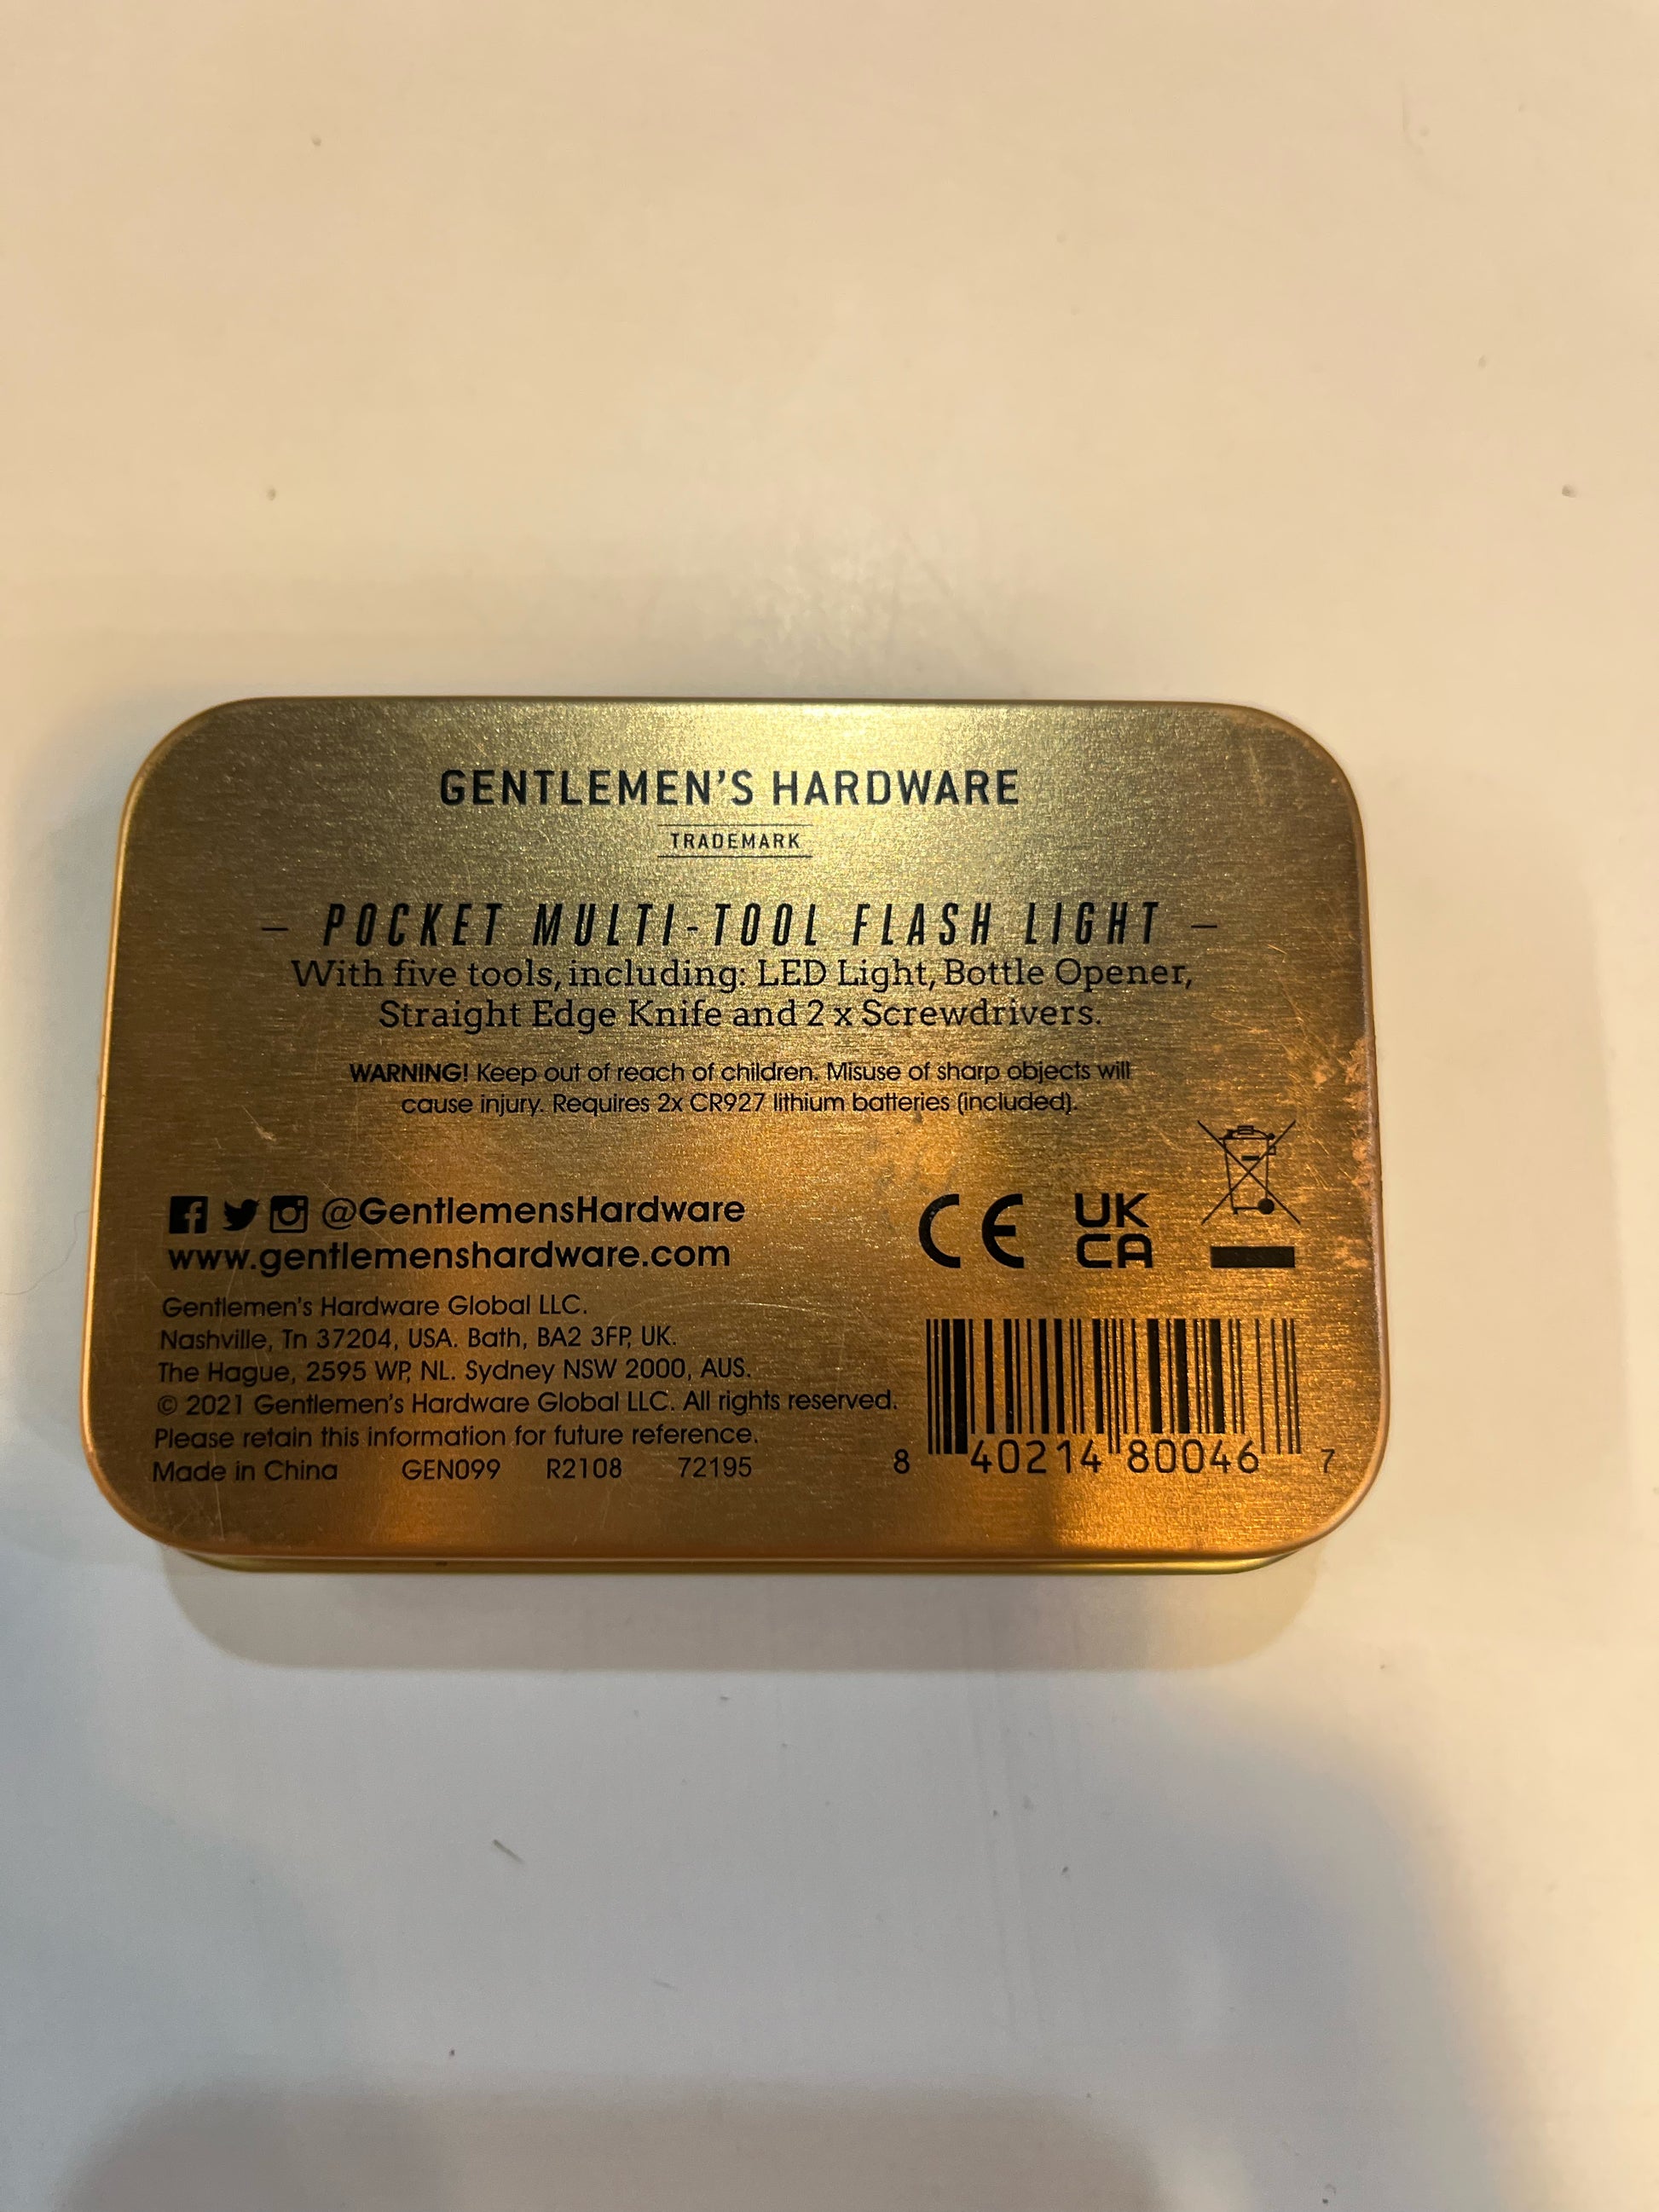 GENTLEMEN'S HARDWARE
TRADEMARK
– POCKET MULTI-TOOL FLASH LIGHT –
With five tools, including: LED Light, Bottle Opener,
Straight Edge Knife and 2 x Screwdrivers.
WARNING! Keep out of reach of children. Misuse of sharp objects will
cause injury. Requires 2x CR927 lithium batteries (included).
@GentlemensHardware
www.gentlemenshardware.com
CE UK
CA
Gentlemen's Hardware Global LLC.
Nashville, Tn 37204, USA. Bath, BA2 3FP, UK.
The Hague, 2595 WP, NL. Sydney NSW 2000, AUS.
© 2021 Gentlemen's Hardware Global LLC. All rights reserved.
Please retain this information for future reference.
Made in China GEN099 R2108 72195
8 40214 80046 7